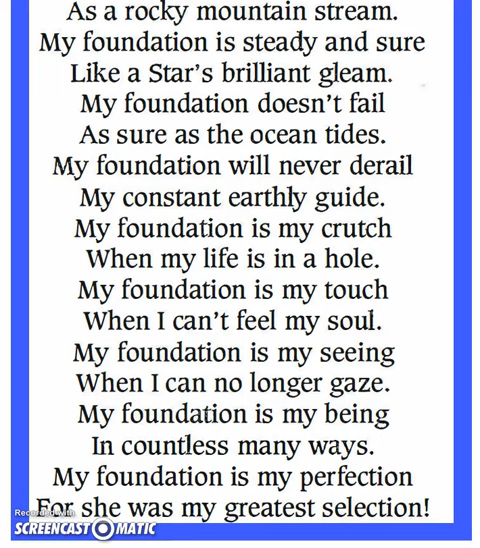 As a rocky mountain stream.
My foundation is steady and sure
Like a Star's brilliant gleam.
My foundation doesn't fail
As sure as the ocean tides.
My foundation will never derail
My constant earthly guide.
My foundation is my crutch
When my life is in a hole.
My foundation is my touch
When I can't feel my soul.
My foundation is my seeing
When I can no longer gaze.
My foundation is my being
In countless many ways.
My foundation is my perfection
For she was my greatest selection!
Recorded with
SCREENCAST O MATIC